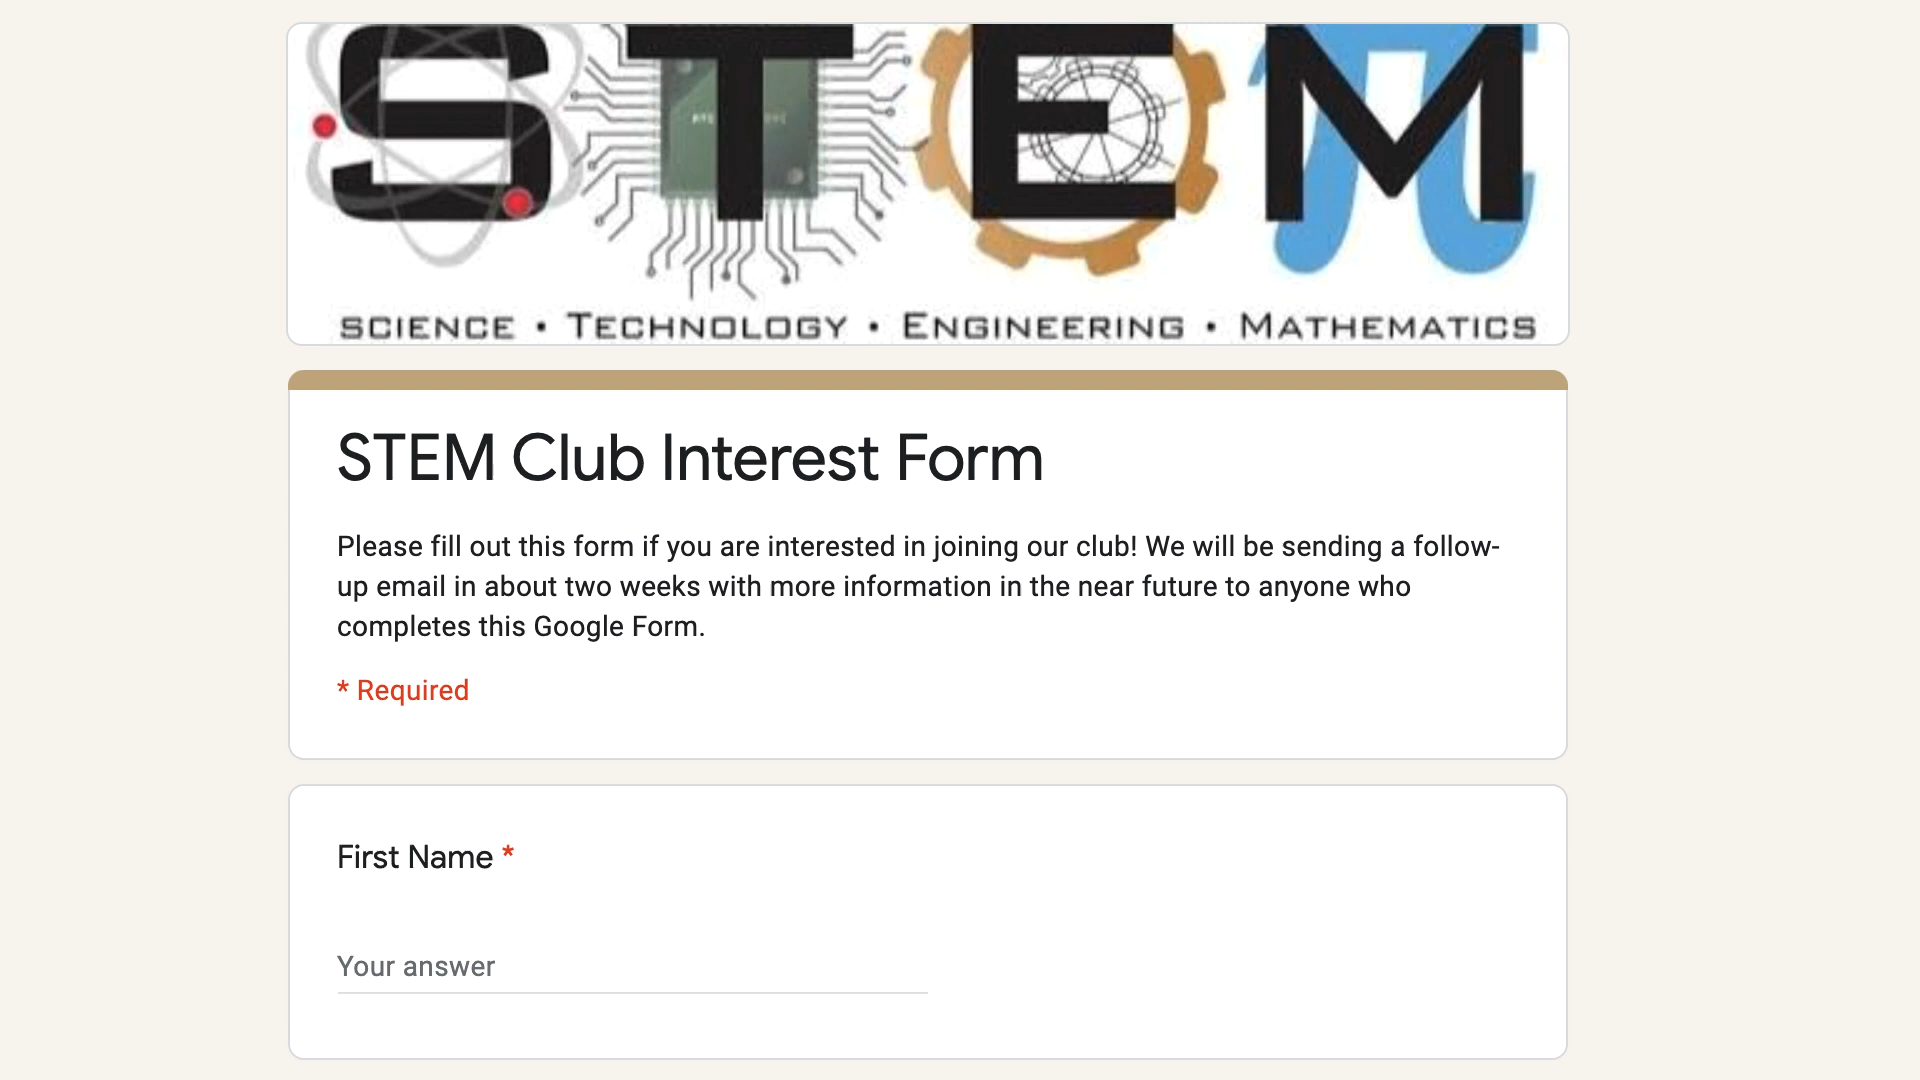 STEM
SCIENCE • TECHNOLOGY • ENGINEERING • MATHEMATICS
STEM Club Interest Form
Please fill out this form if you are interested in joining our club! We will be sending a follow-
up email in about two weeks with more information in the near future to anyone who
completes this Google Form.
* Required
First Name *
Your answer